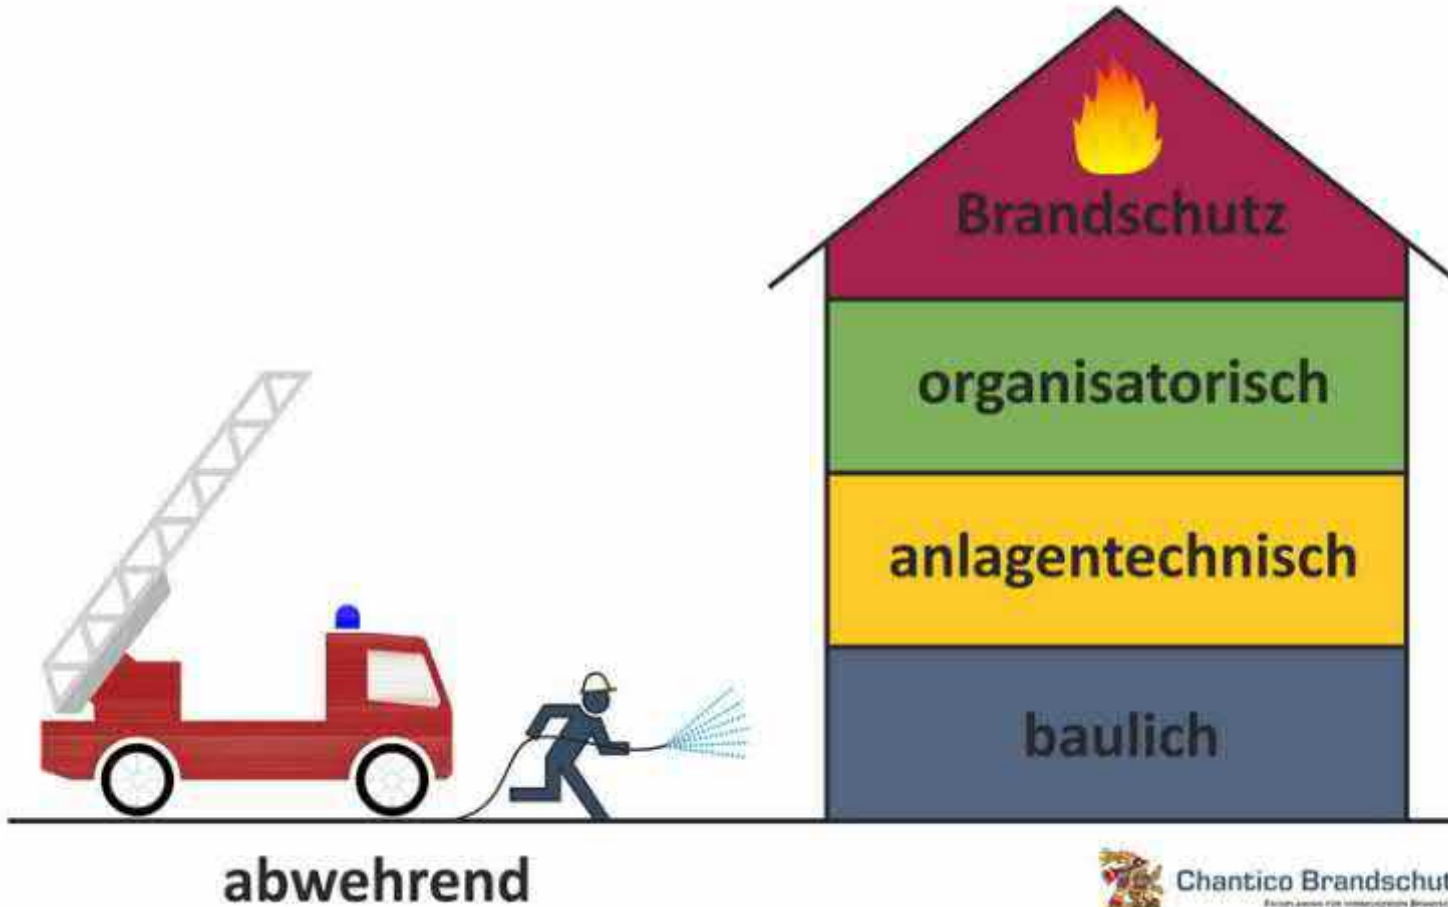 Brandschutz
organisatorisch
anlagentechnisch
baulich
abwehrend
Chantico Brandschut